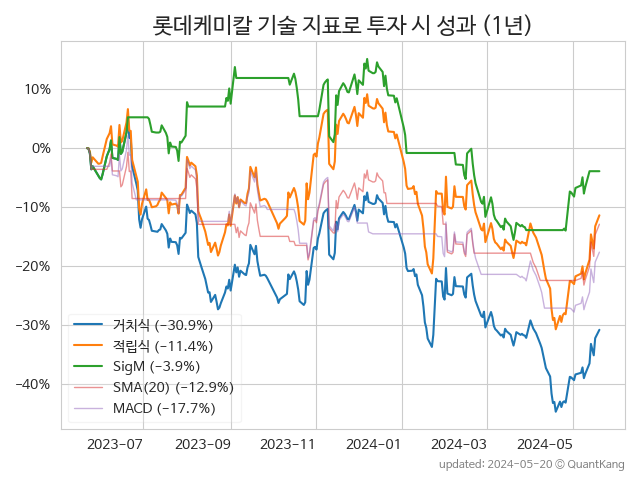 롯데케미칼 기술 지표로 투자 시 성과 (1년)
10%
0%
−10%
−20%
−30%
−40%
거치식 (−30.9%)
적립식 (−11.4%)
SigM (−3.9%)
SMA(20) (−12.9%)
MACD (−17.7%)
2023−07 2023−09 2023−11 2024−01 2024−03 2024−05
updated: 2024−05−20 © QuantKang